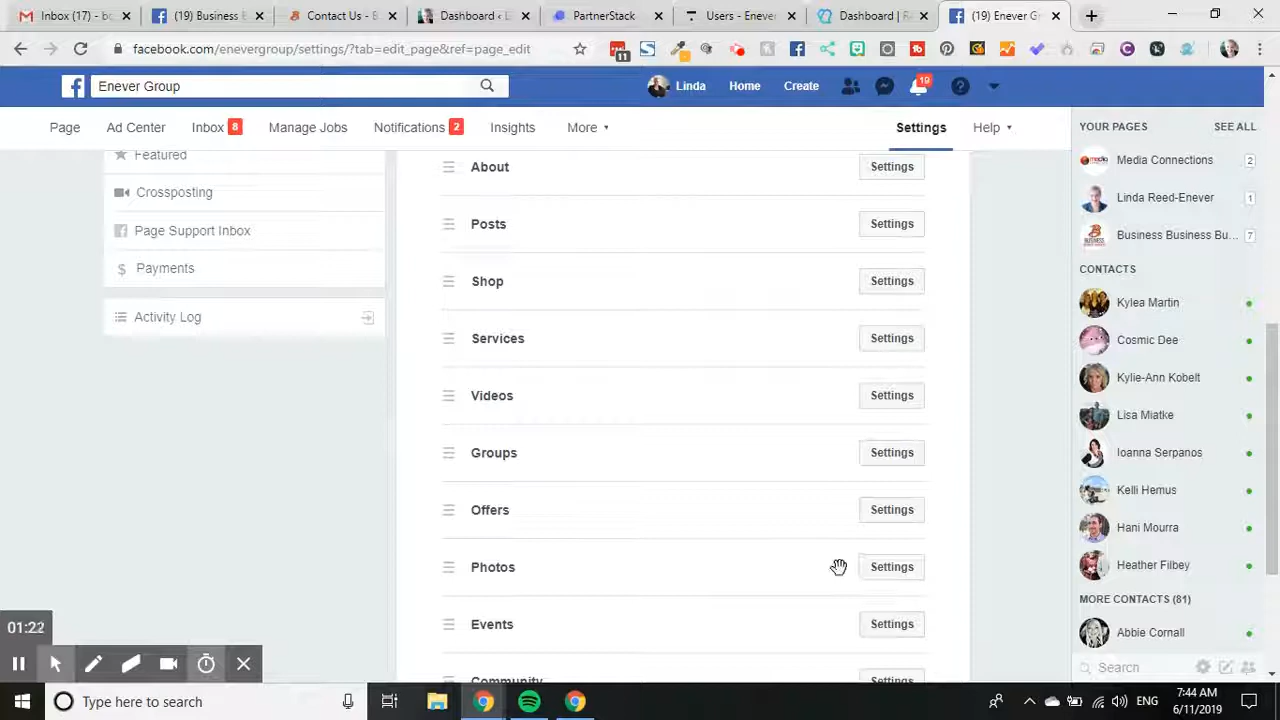 Inbox (17) - bc
(19) Business E
Contact Us - B
Dashboard ‹
PartnerStack
Users - Enever
Dashboard | Re
(19) Enever G
facebook.com/enevergroup/settings/?tab=edit_page&ref=page_edit
11
Enever Group
Linda
Home
Create
19
Page
Ad Center
Inbox 8
Manage Jobs
Notifications 2
Insights
More
Settings
Help
YOUR PAGES
SEE ALL
Featured
Crossposting
Page Support Inbox
Payments
Activity Log
About
Settings
Posts
Settings
Shop
Settings
Services
Settings
Videos
Settings
Groups
Settings
Offers
Settings
Photos
Settings
Events
Settings
Community
Settings
Media Connections
2
Linda Reed-Enever
1
Business Business Bu...
7
CONTACTS
Kylie Martin
Cosmic Dee
Kylie-Ann Kobelt
Lisa Miatke
Ioanna Serpanos
Kelli Hemus
Hani Mourra
Heather Filbey
MORE CONTACTS (81)
Abbie Cornall
Search
01:22
Type here to search
ENG
7:44 AM
6/11/2019